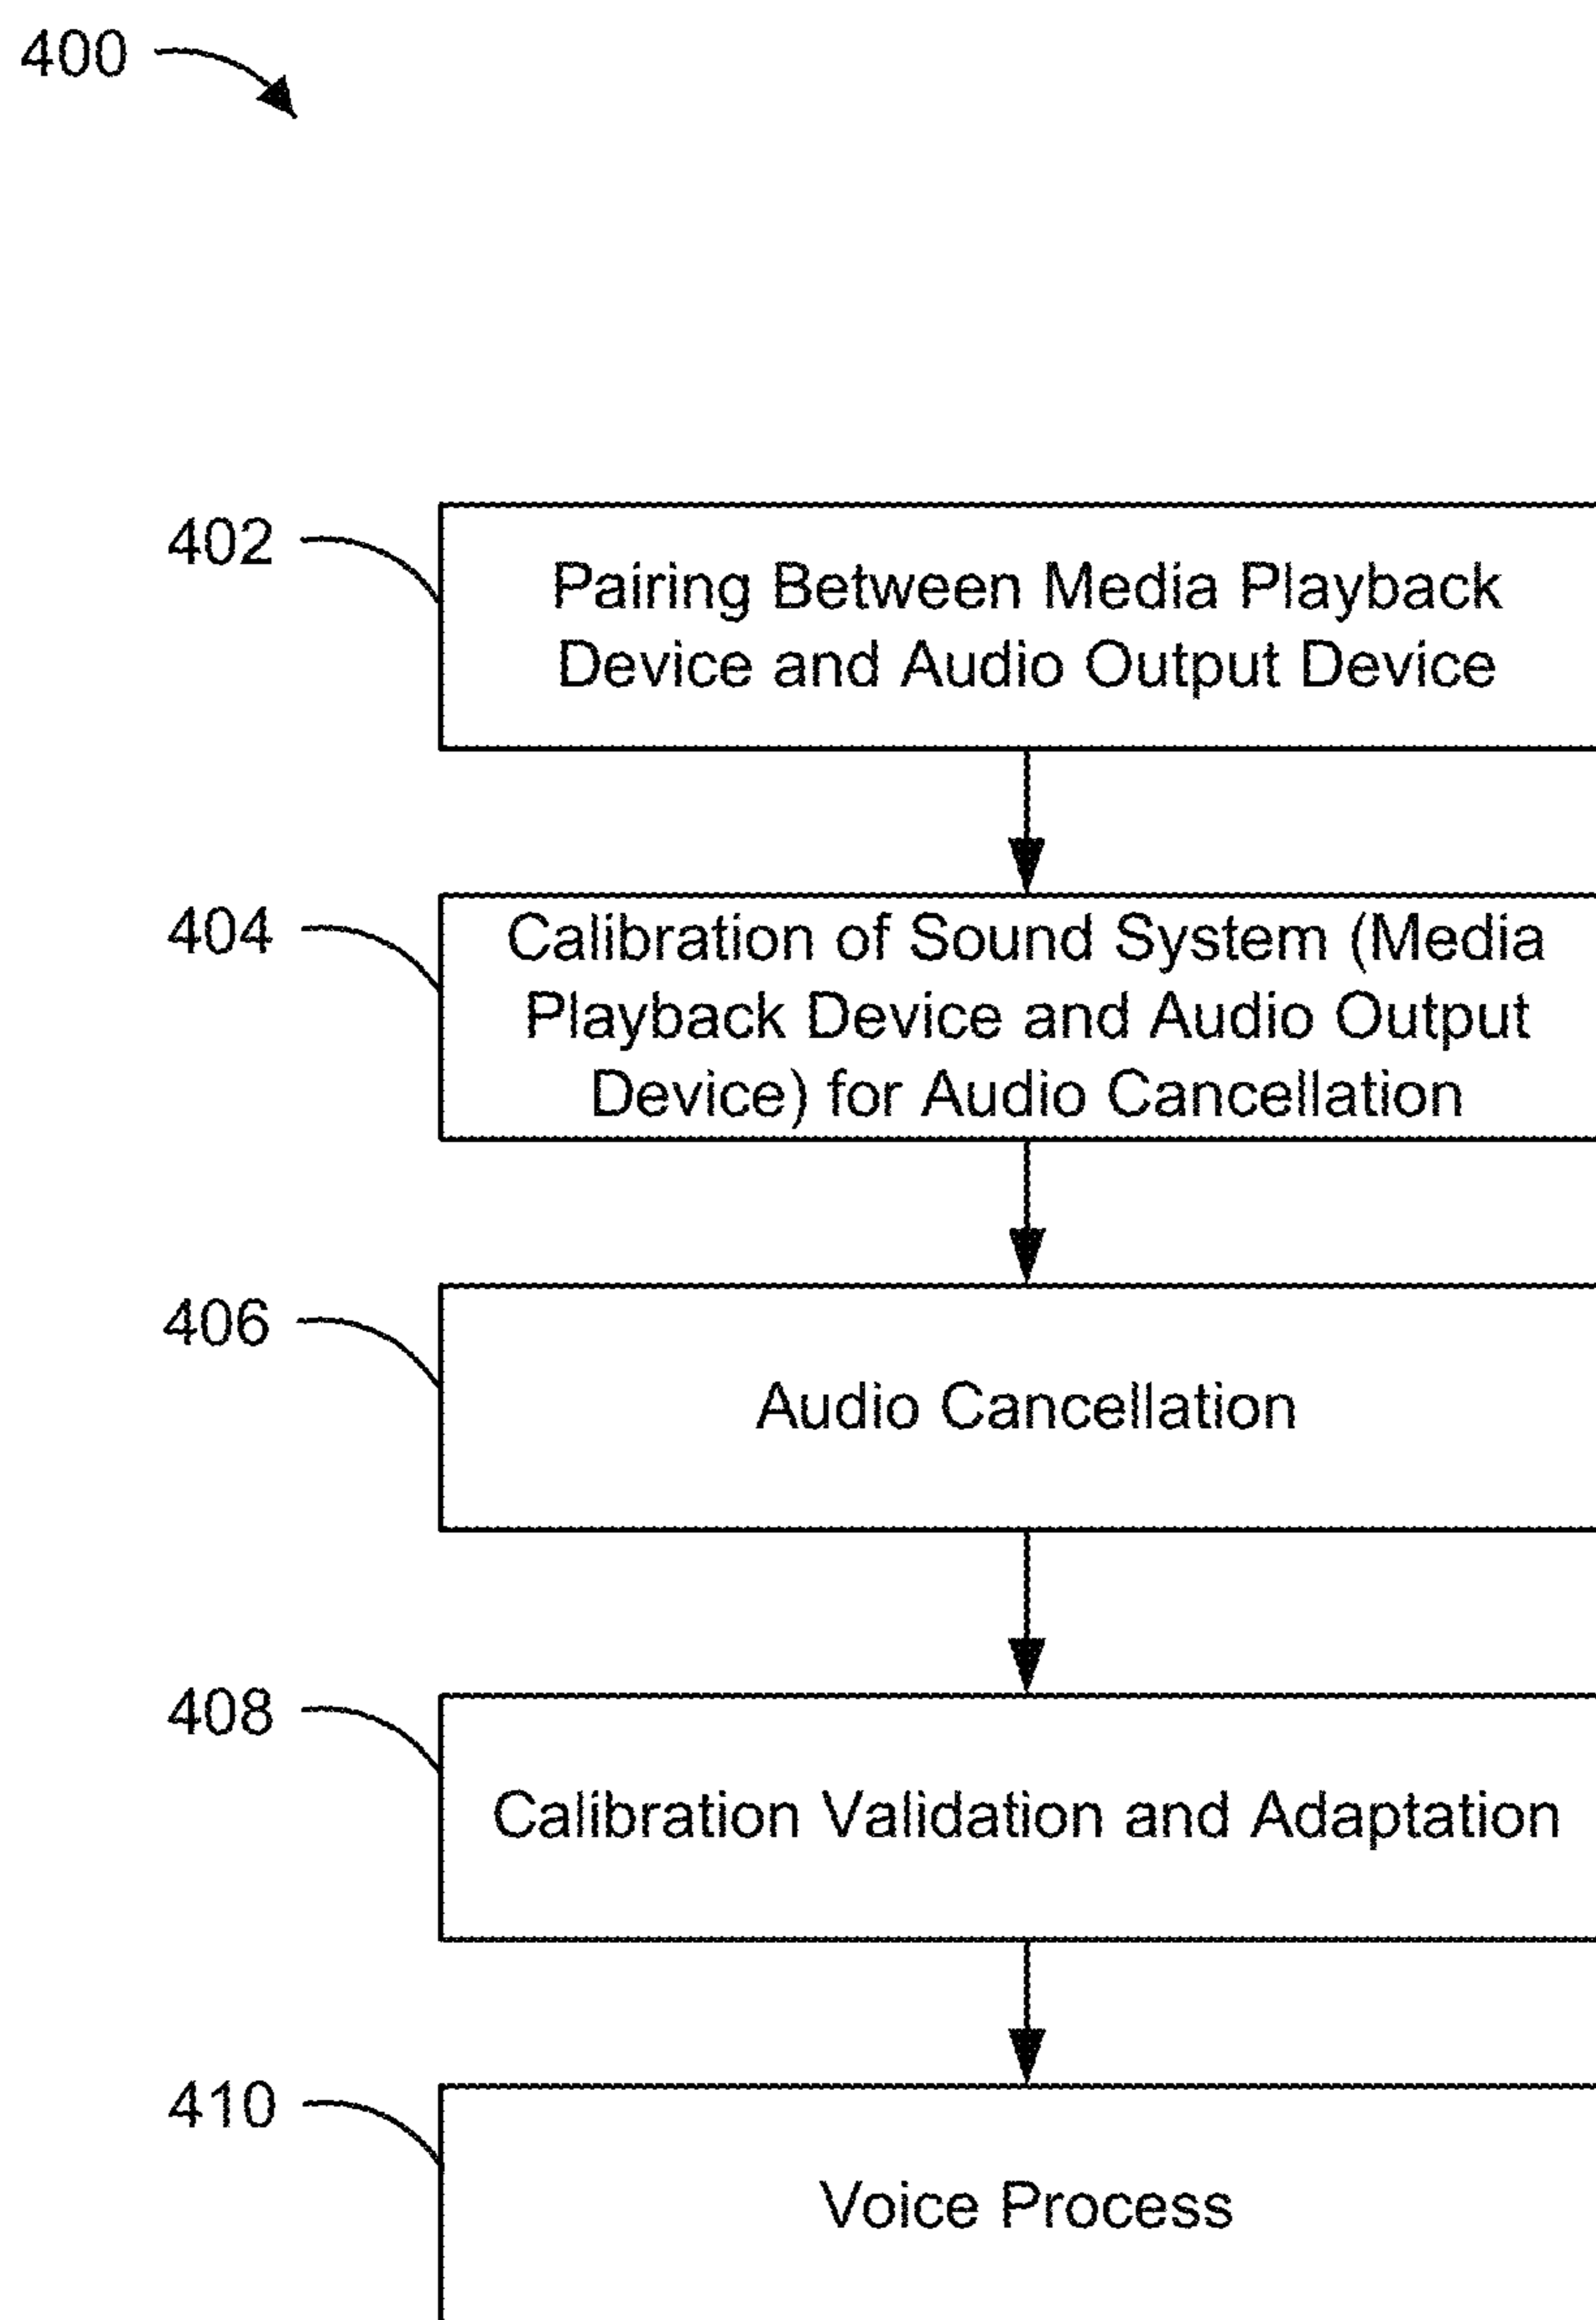 400
402
Pairing Between Media Playback
Device and Audio Output Device
404
Calibration of Sound System (Media
Playback Device and Audio Output
Device) for Audio Cancellation
406
Audio Cancellation
408
Calibration Validation and Adaptation
410
Voice Process